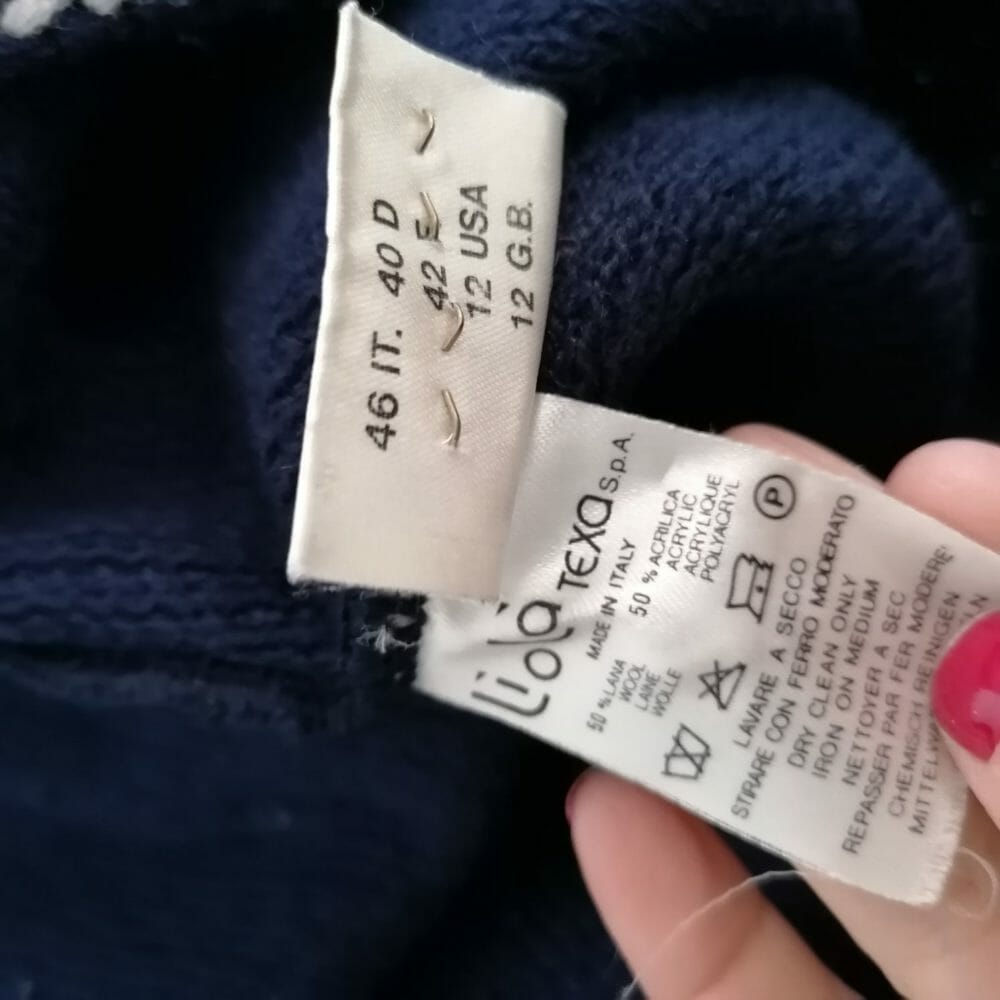 46 IT. 40 D
42 F
12 USA
12 G.B.
liolà TEXA S.p.A.
MADE IN ITALY
50 % LANA
WOOL
LAINE
WOLLE
50 % ACRILICA
ACRYLIC
ACRYLIQUE
POLYACRYL
P
LAVARE A SECCO
STIRARE CON FERRO MODERATO
DRY CLEAN ONLY
IRON ON MEDIUM
NETTOYER A SEC
REPASSER PAR FER MODERE'
CHEMISCH REINIGEN